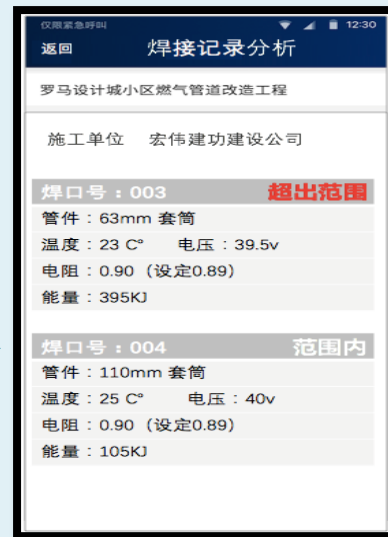 仅限紧急呼叫 12:30
返回 焊接记录分析
罗马设计城小区燃气管道改造工程
施工单位 宏伟建功建设公司
焊口号：003 超出范围
管件：63mm 套筒
温度：23 C° 电压：39.5v
电阻：0.90（设定0.89）
能量：395KJ
焊口号：004 范围内
管件：110mm 套筒
温度：25 C° 电压：40v
电阻：0.90（设定0.89）
能量：105KJ